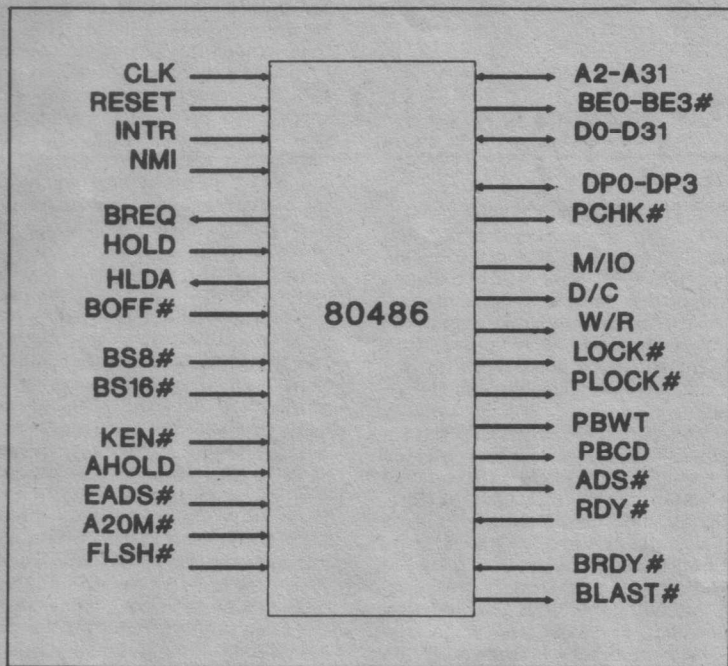 CLK
RESET
INTR
NMI
BREQ
HOLD
HLDA
BOFF#
BS8#
BS16#
KEN#
AHOLD
EADS#
A20M#
FLSH#
80486
A2-A31
BE0-BE3#
D0-D31
DP0-DP3
PCHK#
M/IO
D/C
W/R
LOCK#
PLOCK#
PBWT
PBCD
ADS#
RDY#
BRDY#
BLAST#